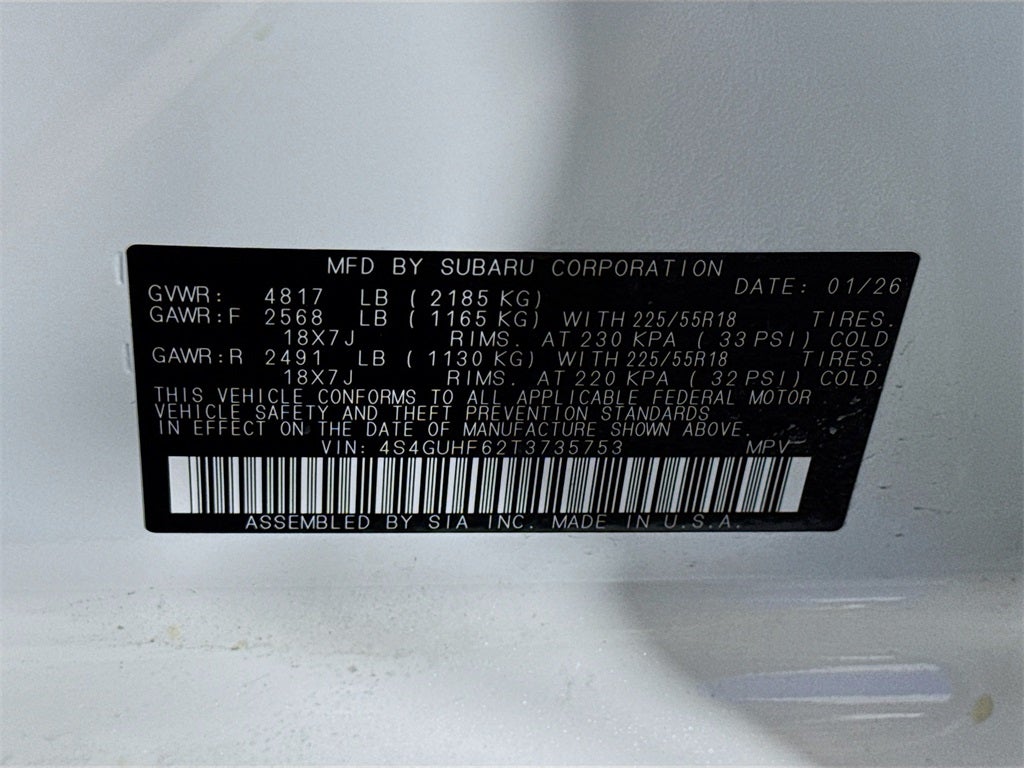 MFD BY SUBARU CORPORATION
DATE: 01/26
GVWR: 4817 LB ( 2185 KG)
GAWR:F 2568 LB ( 1165 KG) WITH 225/55R18 TIRES.
18X7J RIMS. AT 230 KPA ( 33 PSI) COLD
GAWR:R 2491 LB ( 1130 KG) WITH 225/55R18 TIRES.
18X7J RIMS. AT 220 KPA ( 32 PSI) COLD.
THIS VEHICLE CONFORMS TO ALL APPLICABLE FEDERAL MOTOR
VEHICLE SAFETY AND THEFT PREVENTION STANDARDS
IN EFFECT ON THE DATE OF MANUFACTURE SHOWN ABOVE.
VIN: 4S4GUHF62T3735753 MPV
ASSEMBLED BY SIA INC. MADE IN U.S.A.